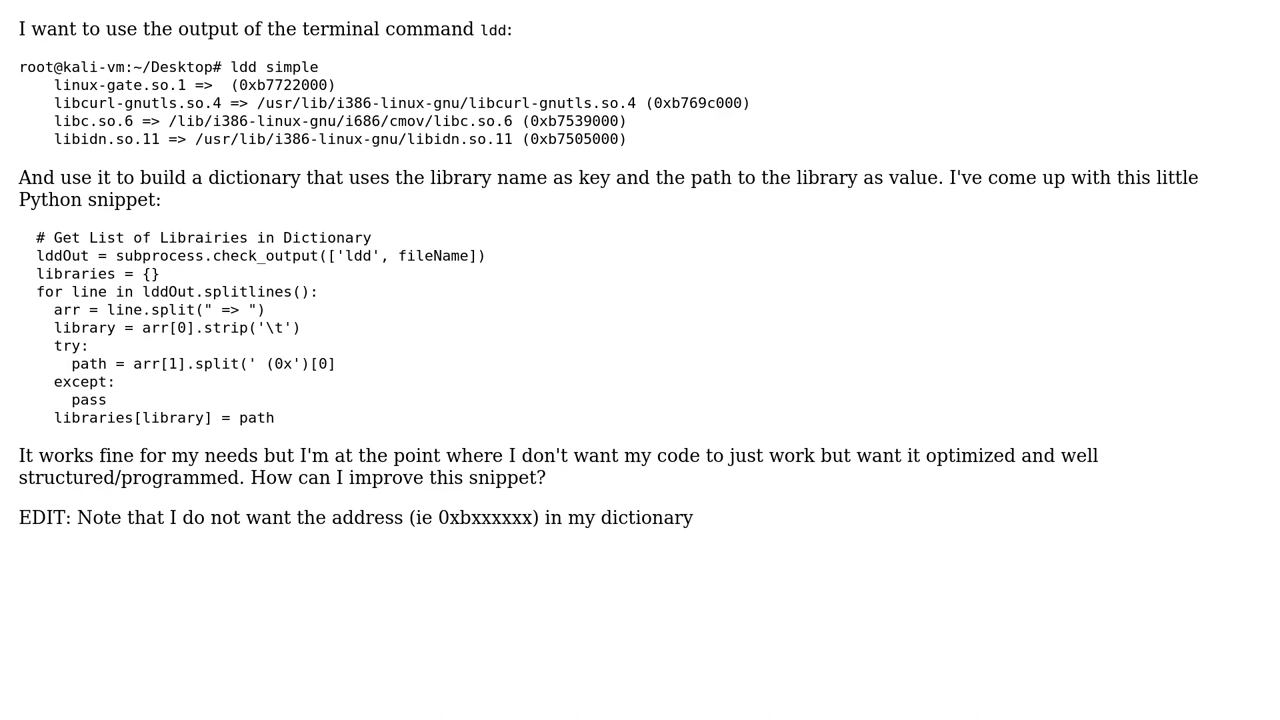 I want to use the output of the terminal command ldd:
root@kali-vm:~/Desktop# ldd simple
    linux-gate.so.1 =>  (0xb7722000)
    libcurl-gnutls.so.4 => /usr/lib/i386-linux-gnu/libcurl-gnutls.so.4 (0xb769c000)
    libc.so.6 => /lib/i386-linux-gnu/i686/cmov/libc.so.6 (0xb7539000)
    libidn.so.11 => /usr/lib/i386-linux-gnu/libidn.so.11 (0xb7505000)
And use it to build a dictionary that uses the library name as key and the path to the library as value. I've come up with this little
Python snippet:
  # Get List of Librairies in Dictionary
  lddOut = subprocess.check_output(['ldd', fileName])
  libraries = {}
  for line in lddOut.splitlines():
    arr = line.split(" => ")
    library = arr[0].strip('\t')
    try:
      path = arr[1].split(' (0x')[0]
    except:
      pass
    libraries[library] = path
It works fine for my needs but I'm at the point where I don't want my code to just work but want it optimized and well
structured/programmed. How can I improve this snippet?
EDIT: Note that I do not want the address (ie 0xbxxxxxx) in my dictionary